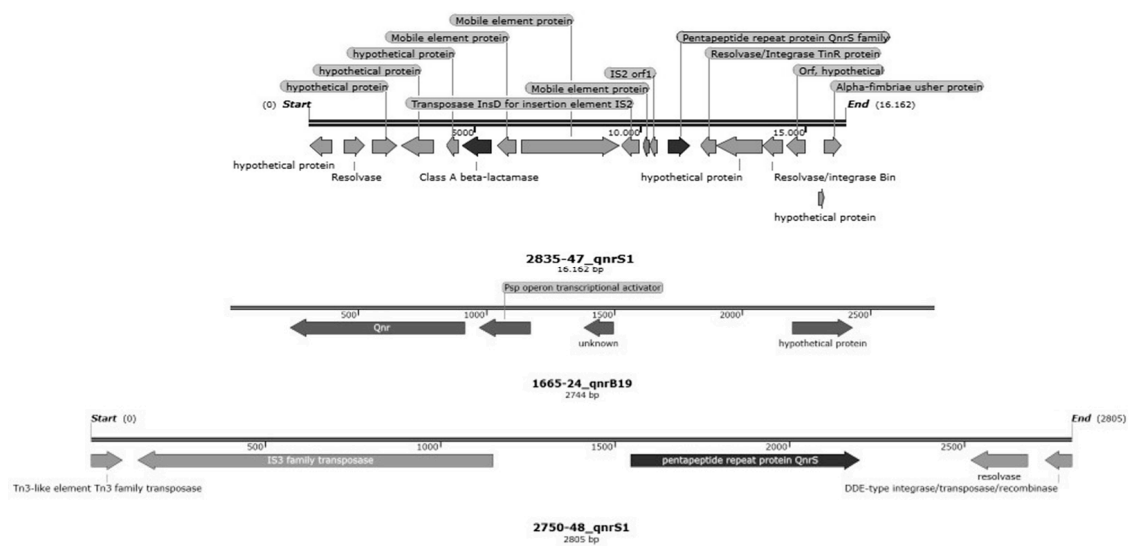 Mobile element protein
Mobile element protein
Pentapeptide repeat protein QnrS family
hypothetical protein
Resolvase/Integrase TinR protein
hypothetical protein
IS2 orf1
Orf, hypothetical
hypothetical protein
Mobile element protein
Alpha-fimbriae usher protein
(0) Start
Transposase InsD for insertion element IS2
End (16.162)
5000
10.000
15.000
hypothetical protein
Resolvase
Class A beta-lactamase
hypothetical protein
Resolvase/integrase Bin
hypothetical protein
2835-47_qnrS1
16.162 bp
Psp operon transcriptional activator
500
1000
1500
2000
2500
Qnr
unknown
hypothetical protein
1665-24_qnrB19
2744 bp
Start (0)
End (2805)
500
1000
1500
2000
2500
IS3 family transposase
pentapeptide repeat protein QnrS
resolvase
Tn3-like element Tn3 family transposase
DDE-type integrase/transposase/recombinase
2750-48_qnrS1
2805 bp